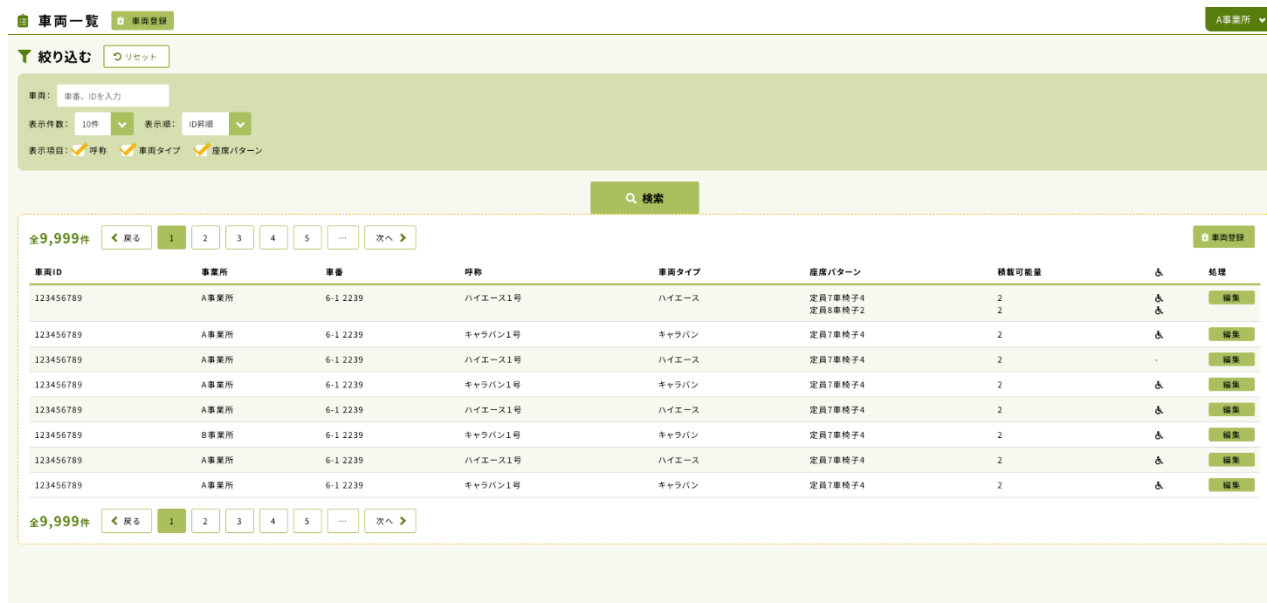 車両一覧 車両登録 A事業所
絞り込む リセット
車両： 車番、IDを入力
表示件数： 10件 表示順： ID昇順
表示項目： 呼称 車両タイプ 座席パターン
検索
全9,999件 戻る 1 2 3 4 5 … 次へ 車両登録
車両ID 事業所 車番 呼称 車両タイプ 座席パターン 積載可能量 処理
123456789 A事業所 6-1 2239 ハイエース1号 ハイエース 定員7車椅子4 2 編集
定員8車椅子2 2
123456789 A事業所 6-1 2239 キャラバン1号 キャラバン 定員7車椅子4 2 編集
123456789 A事業所 6-1 2239 ハイエース1号 ハイエース 定員7車椅子4 2 - 編集
123456789 A事業所 6-1 2239 キャラバン1号 キャラバン 定員7車椅子4 2 編集
123456789 A事業所 6-1 2239 ハイエース1号 ハイエース 定員7車椅子4 2 編集
123456789 B事業所 6-1 2239 キャラバン1号 キャラバン 定員7車椅子4 2 編集
123456789 A事業所 6-1 2239 ハイエース1号 ハイエース 定員7車椅子4 2 編集
123456789 A事業所 6-1 2239 キャラバン1号 キャラバン 定員7車椅子4 2 編集
全9,999件 戻る 1 2 3 4 5 … 次へ